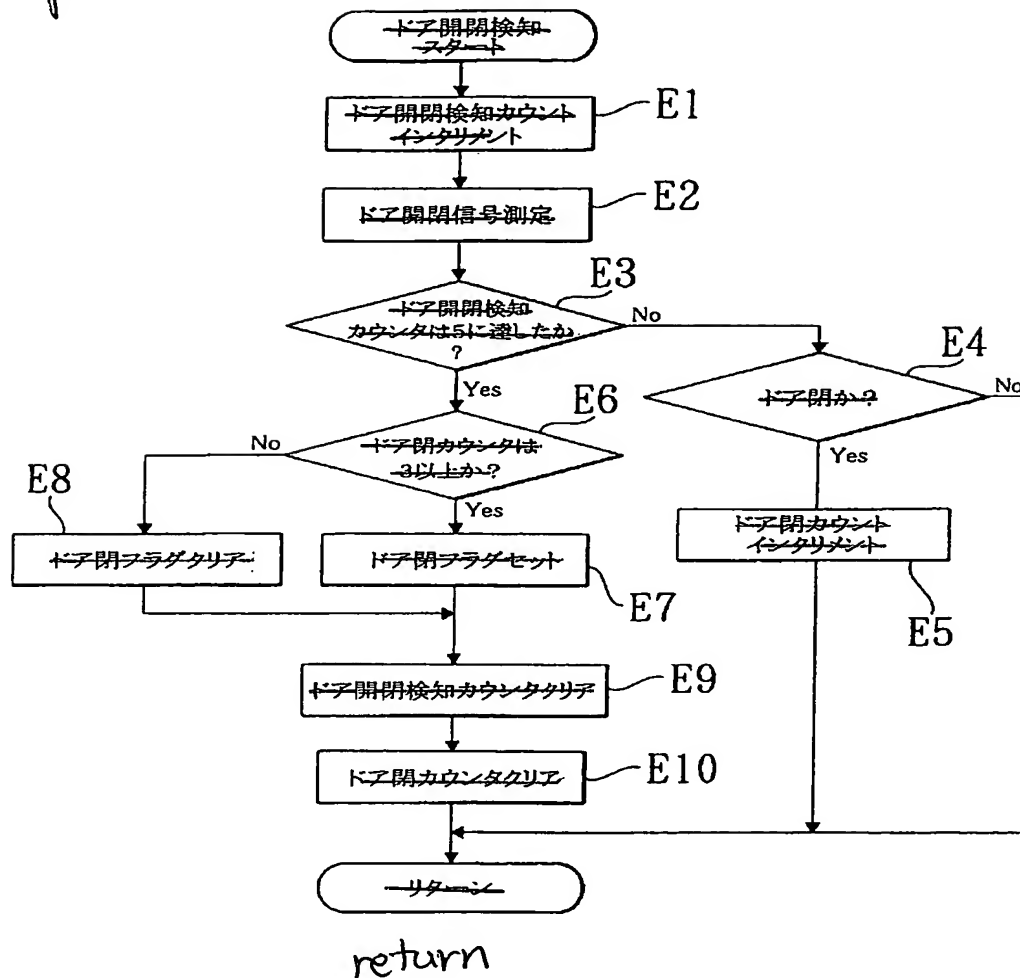 ドア開閉検知
スタート
E1
ドア開閉検知カウント
インクリメント
E2
ドア開閉信号測定
E3
ドア開閉検知
カウンタは5に達したか
?
No
E4
ドア閉か?
No
Yes
Yes
E6
ドア閉カウンタは
3以上か?
No
Yes
E8
ドア閉フラグクリア
ドア閉フラグセット
E7
ドア閉カウント
インクリメント
E5
ドア開閉検知カウンタクリア
E9
ドア閉カウンタクリア
E10
リターン
return